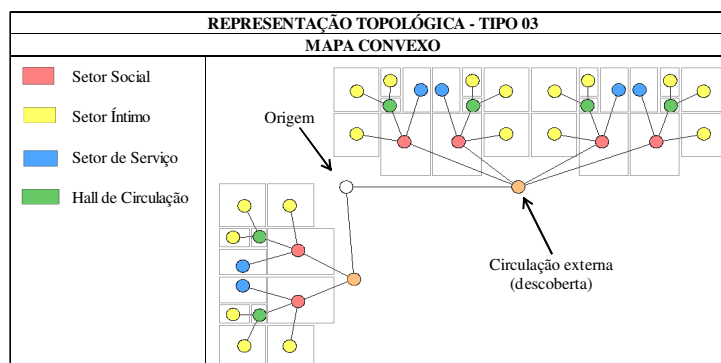 REPRESENTAÇÃO TOPOLÓGICA - TIPO 03
MAPA CONVEXO
Setor Social
Setor Íntimo
Setor de Serviço
Hall de Circulação
Origem
Circulação externa
(descoberta)